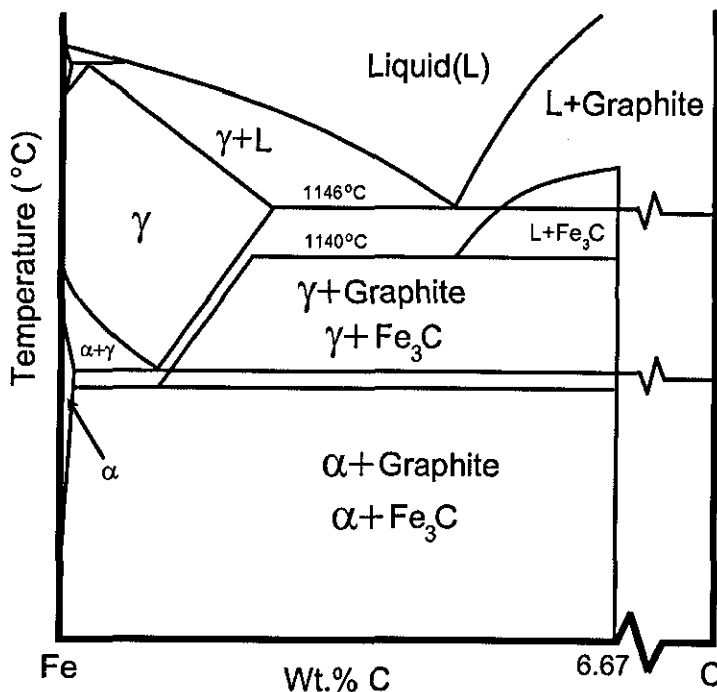 Liquid(L)
L+Graphite
γ+L
1146°C
γ
L+Fe₃C
1140°C
γ+Graphite
γ+Fe₃C
α+γ
α
α+Graphite
α+Fe₃C
Temperature (°C)
Fe
Wt.% C
6.67
C